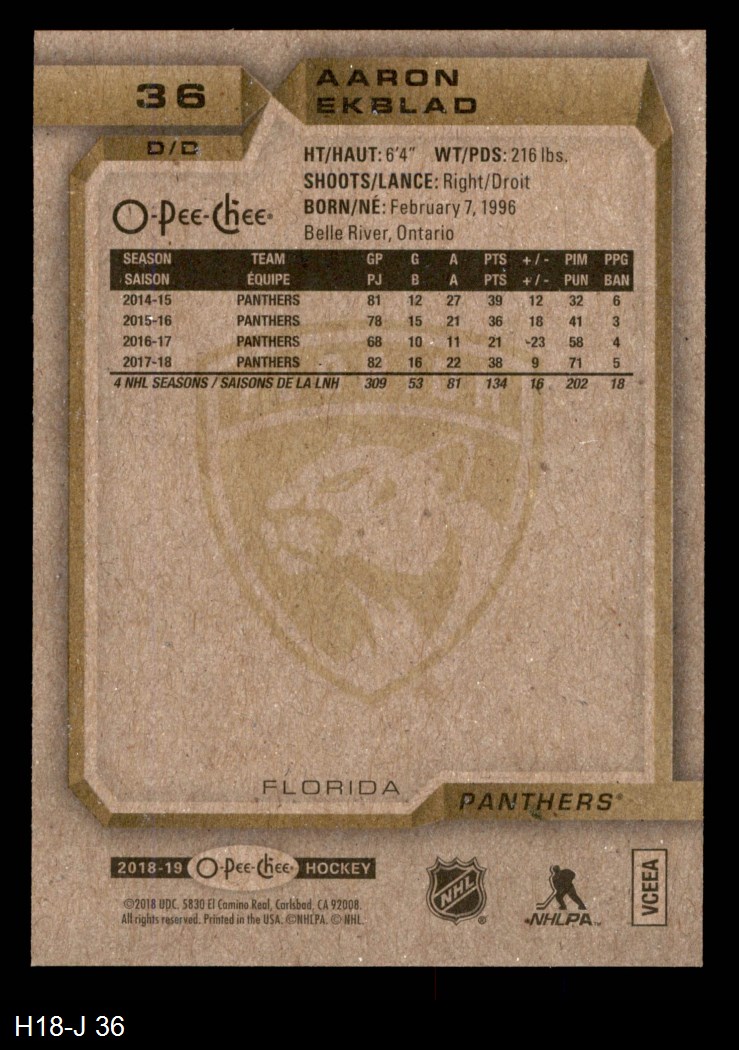 36
AARON
EKBLAD
D/D
HT/HAUT: 6'4" WT/PDS: 216 lbs.
SHOOTS/LANCE: Right/Droit
BORN/NÉ: February 7, 1996
Belle River, Ontario
O-Pee-Chee®
SEASON TEAM GP G A PTS +/- PIM PPG
SAISON ÉQUIPE PJ B A PTS +/- PUN BAN
2014-15 PANTHERS 81 12 27 39 12 32 6
2015-16 PANTHERS 78 15 21 36 18 41 3
2016-17 PANTHERS 68 10 11 21 -23 58 4
2017-18 PANTHERS 82 16 22 38 9 71 5
4 NHL SEASONS / SAISONS DE LA LNH 309 53 81 134 16 202 18
FLORIDA
PANTHERS®
2018-19 O-Pee-Chee® HOCKEY
©2018 UDC. 5830 El Camino Real, Carlsbad, CA 92008.
All rights reserved. Printed in the USA. ©NHLPA. © NHL.
NHL ®
NHLPA™
VCEEA
H18-J 36